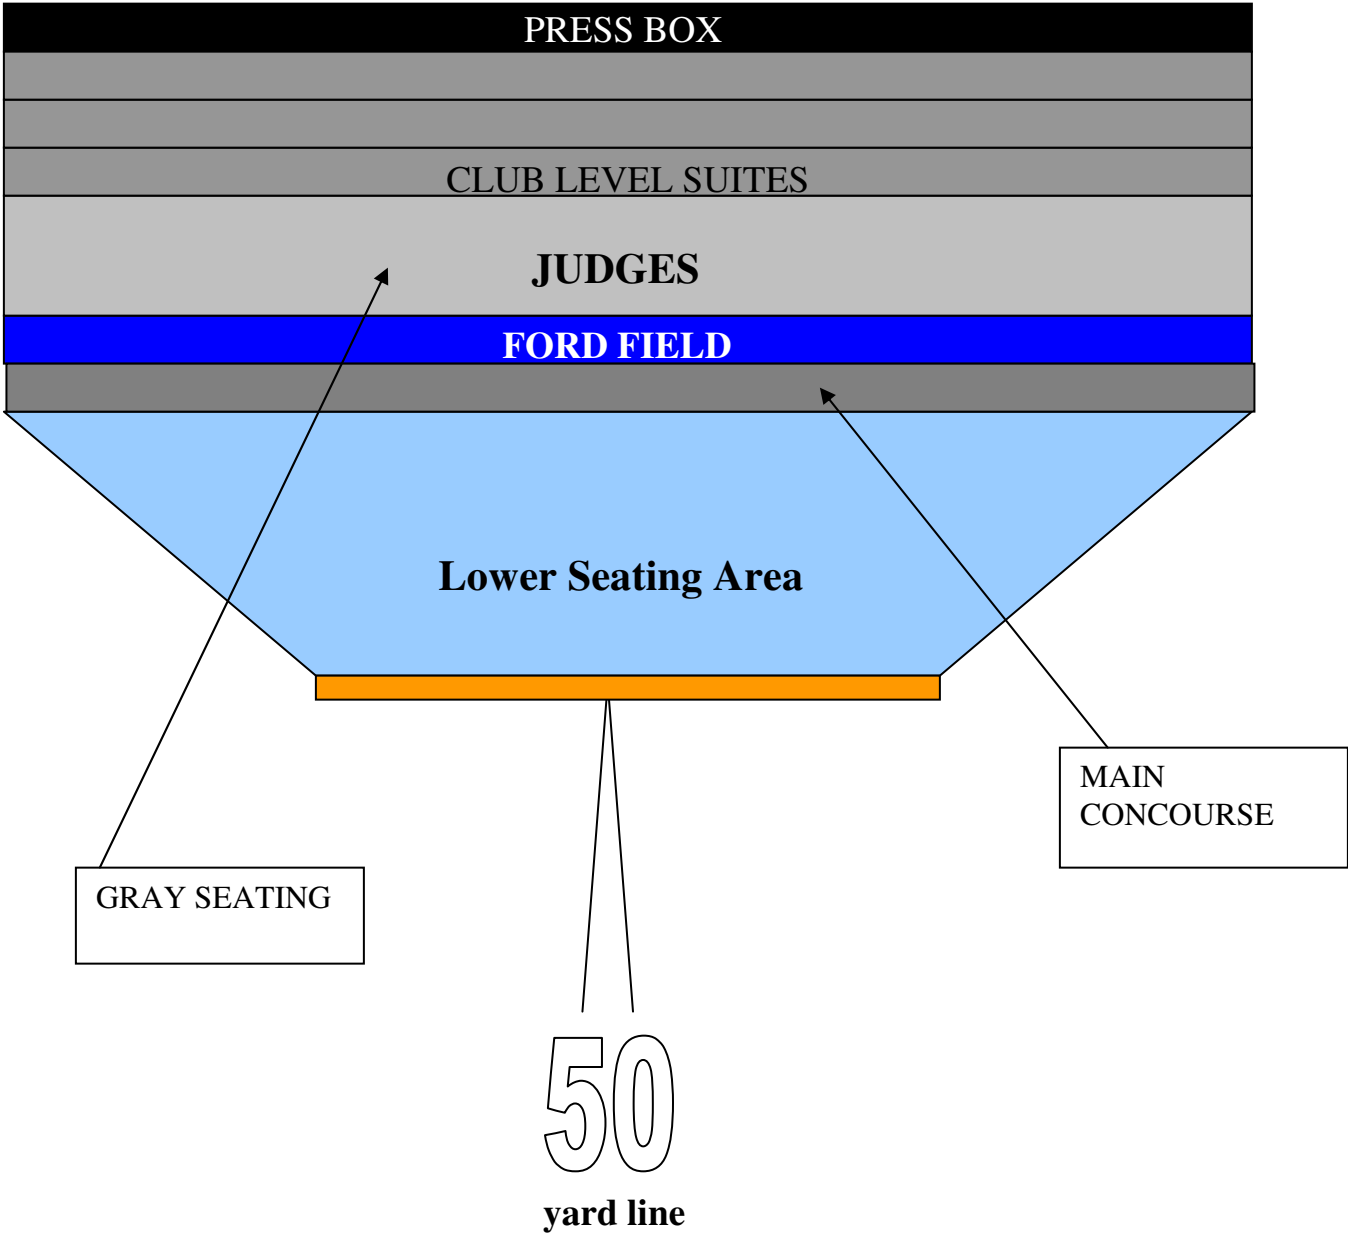 PRESS BOX
CLUB LEVEL SUITES
JUDGES
FORD FIELD
Lower Seating Area
MAIN
CONCOURSE
GRAY SEATING
50
yard line